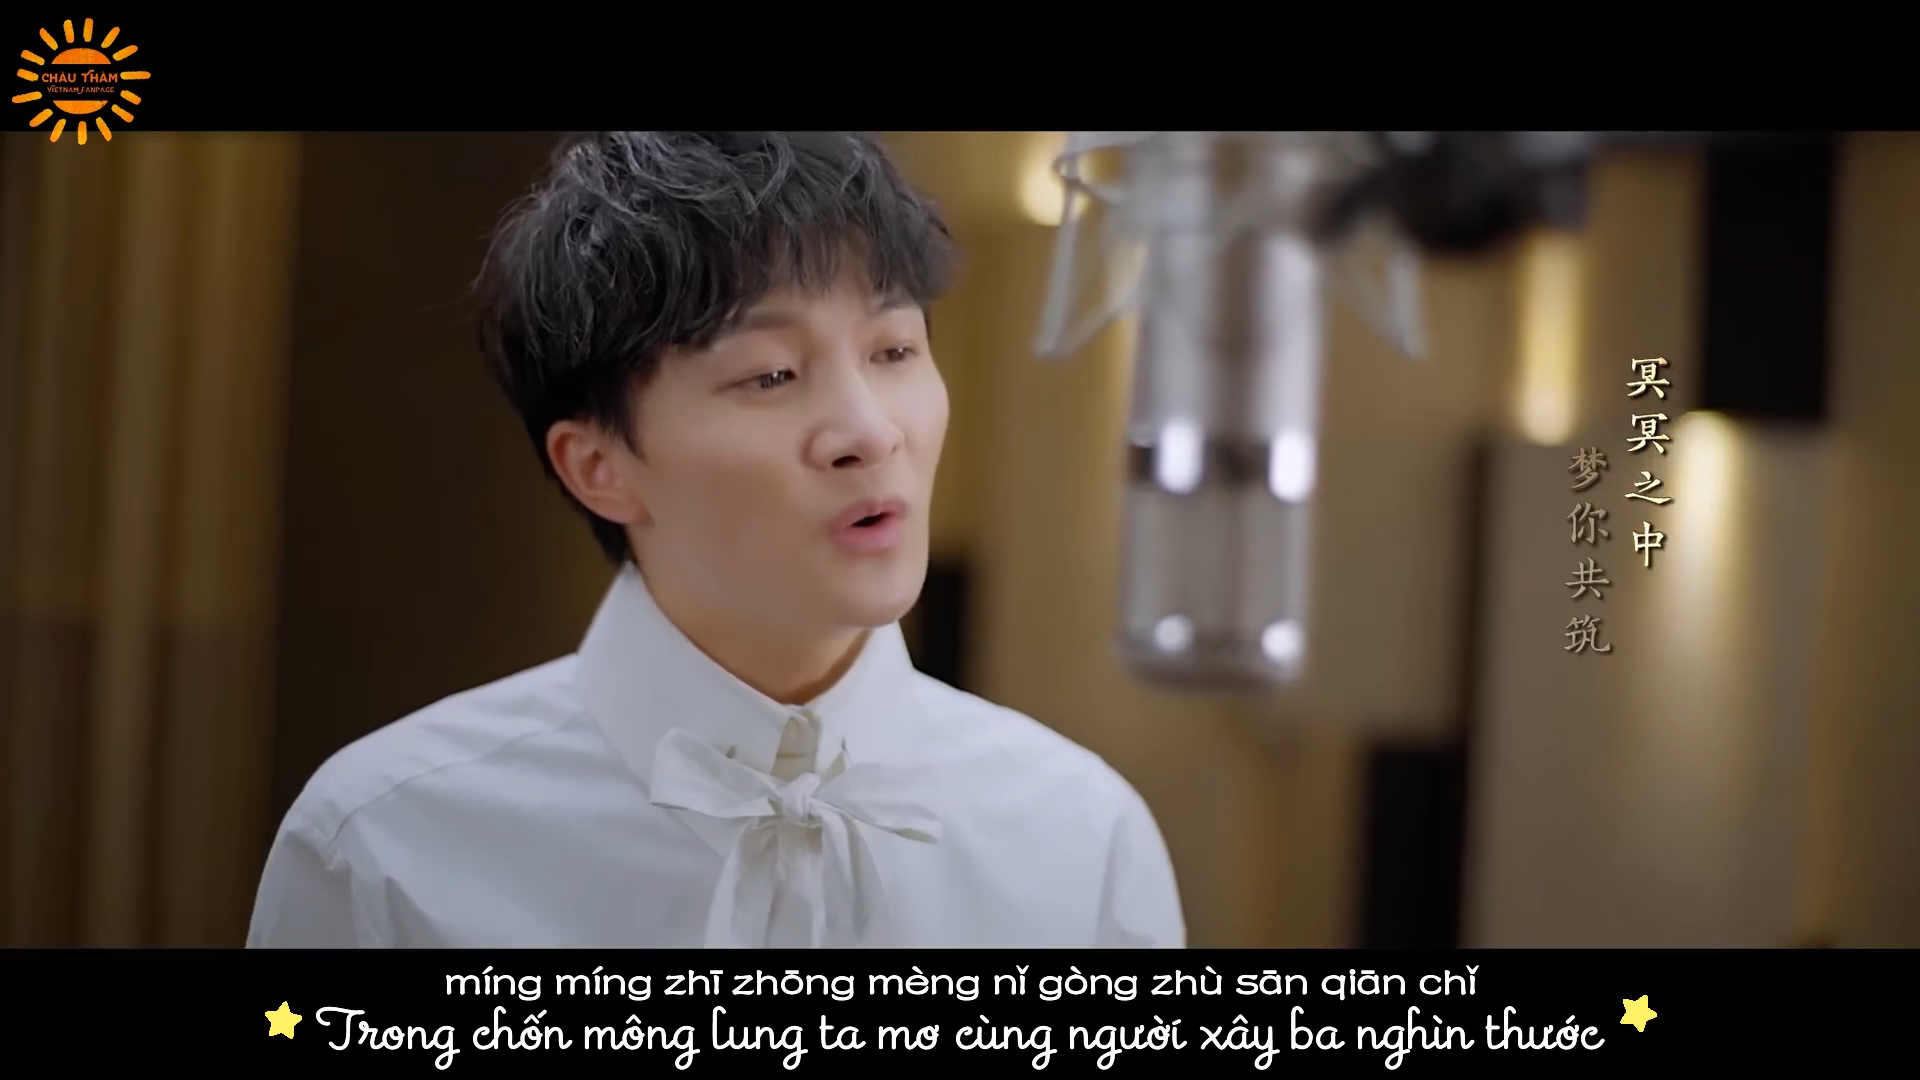 CHÂU THÂM
VIETNAM FANPAGE
冥冥之中
梦你共筑
míng míng zhī zhōng mèng nǐ gòng zhù sān qiān chǐ
Trong chốn mông lung ta mơ cùng người xây ba nghìn thước